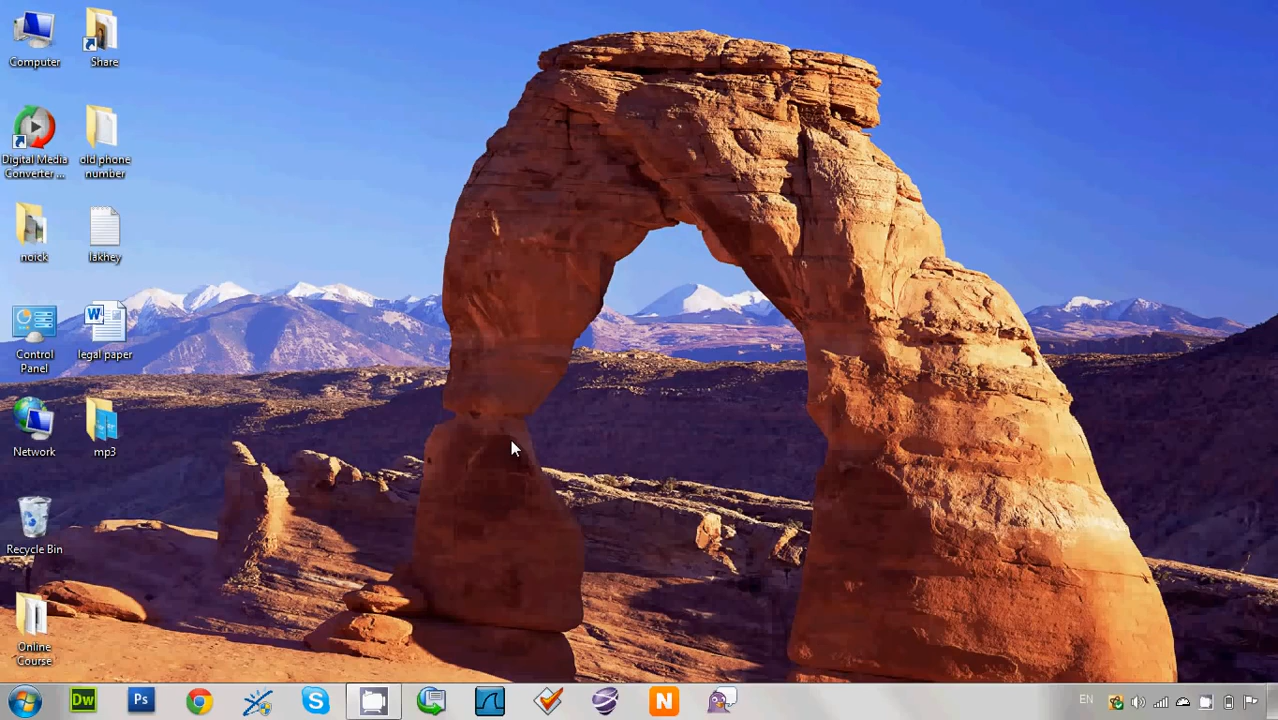 Computer
Share
Digital Media
Converter ...
old phone
number
noick
lakhey
W
Control
Panel
legal paper
Network
mp3
Recycle Bin
Online
Course
Dw
Ps
S
N
EN